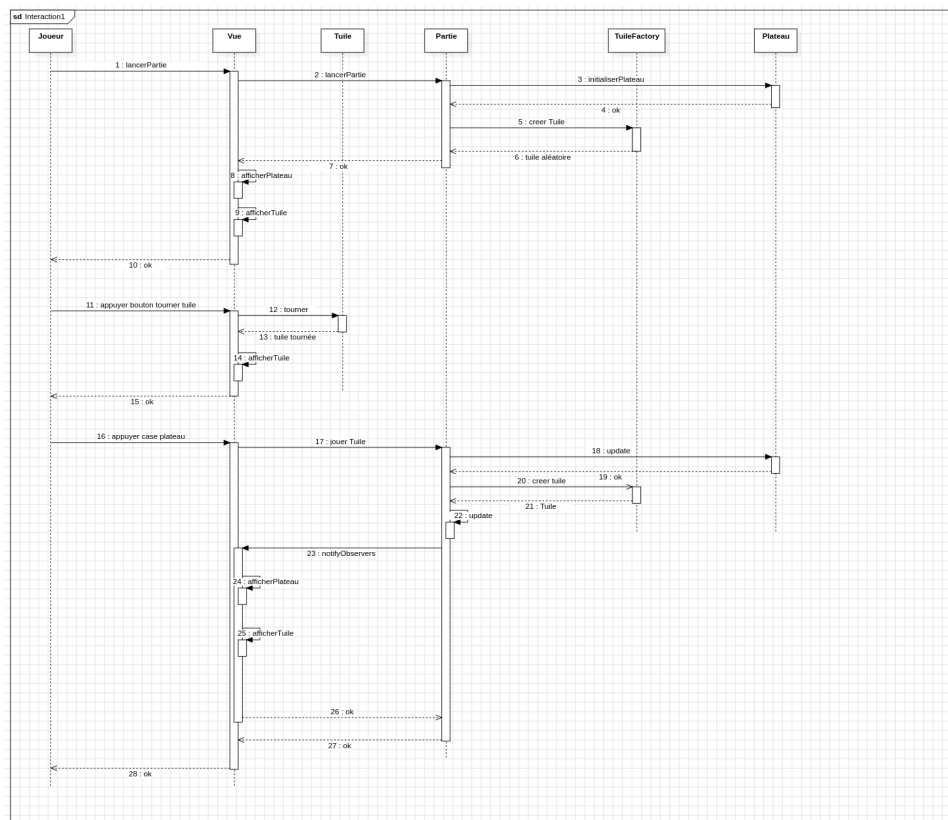 sd Interaction1
Joueur Vue Tuile Partie TuileFactory Plateau
1 : lancerPartie
2 : lancerPartie
3 : initialiserPlateau
4 : ok
5 : creer Tuile
6 : tuile aléatoire
7 : ok
8 : afficherPlateau
9 : afficherTuile
10 : ok
11 : appuyer bouton tourner tuile
12 : tourner
13 : tuile tournée
14 : afficherTuile
15 : ok
16 : appuyer case plateau
17 : jouer Tuile
18 : update
19 : ok
20 : creer tuile
21 : Tuile
22 : update
23 : notifyObservers
24 : afficherPlateau
25 : afficherTuile
26 : ok
27 : ok
28 : ok